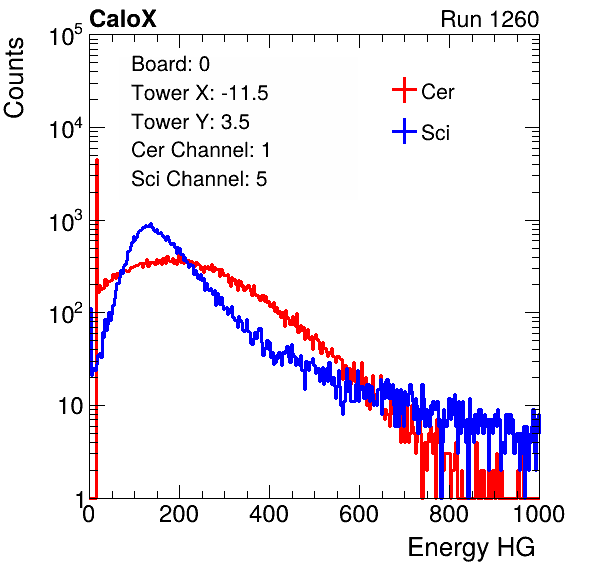 CaloX Run 1260
Counts
10^5
10^4
10^3
10^2
10
1
Board: 0
Tower X: -11.5
Tower Y: 3.5
Cer Channel: 1
Sci Channel: 5
Cer
Sci
0 200 400 600 800 1000
Energy HG